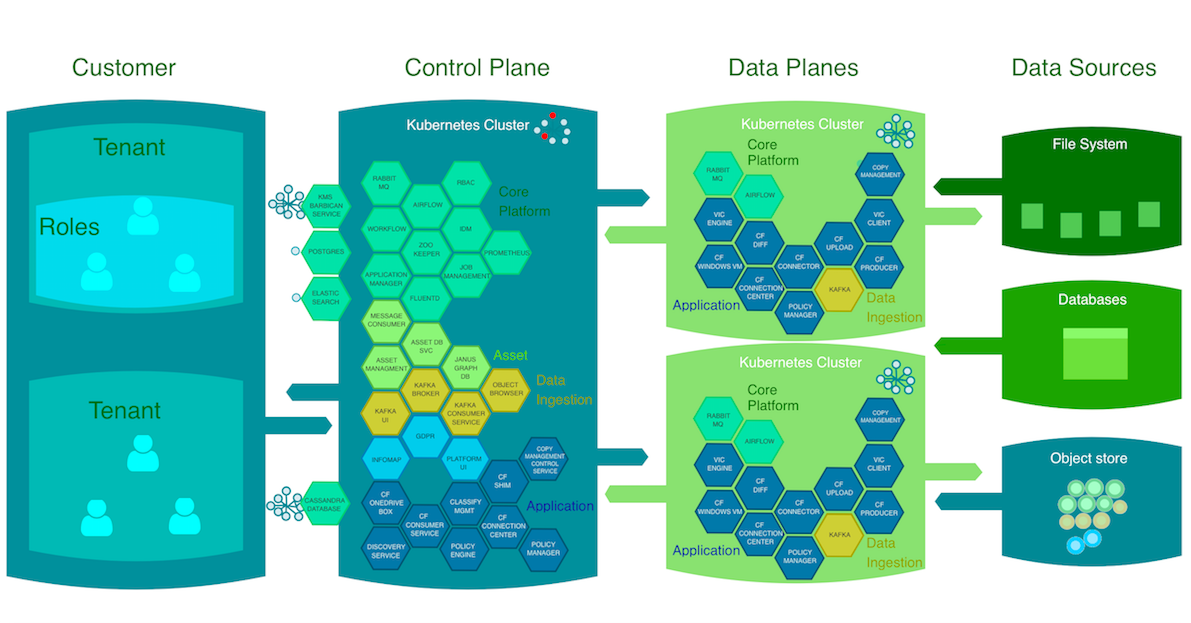 Customer
Control Plane
Data Planes
Data Sources
Tenant
Roles
Tenant
Kubernetes Cluster
KMS
BARBICAN
SERVICE
POSTGRES
ELASTIC
SEARCH
CASSANDRA
DATABASE
RABBIT
MQ
RBAC
AIRFLOW
Core
Platform
WORKFLOW
IDM
ZOO
KEEPER
PROMETHEUS
APPLICATION
MANAGER
JOB
MANAGEMENT
FLUENTD
MESSAGE
CONSUMER
ASSET DB
SVC
ASSET
MANAGMENT
JANUS
GRAPH
DB
Asset
KAFKA
BROKER
OBJECT
BROWSER
Data
Ingestion
KAFKA
UI
KAFKA
CONSUMER
SERVICE
GDPR
INFOMAP
PLATFORM
UI
COPY
MANAGEMENT
CONTROL
SERVICE
CF
SHIM
CF
ONEDRIVE
BOX
CLASSIFY
MGMT
Application
CF
CONSUMER
SERVICE
CF
CONNECTION
CENTER
DISCOVERY
SERVICE
POLICY
ENGINE
POLICY
MANAGER
Kubernetes Cluster
Core
Platform
RABBIT
MQ
AIRFLOW
COPY
MANAGEMENT
VIC
ENGINE
CF
DIFF
CF
UPLOAD
VIC
CLIENT
CF
WINDOWS VM
CF
CONNECTOR
CF
PRODUCER
CF
CONNECTION
CENTER
KAFKA
Application
POLICY
MANAGER
Data
Ingestion
Kubernetes Cluster
Core
Platform
RABBIT
MQ
AIRFLOW
COPY
MANAGEMENT
VIC
ENGINE
CF
DIFF
CF
UPLOAD
VIC
CLIENT
CF
WINDOWS VM
CF
CONNECTOR
CF
PRODUCER
CF
CONNECTION
CENTER
KAFKA
Application
POLICY
MANAGER
Data
Ingestion
File System
Databases
Object store